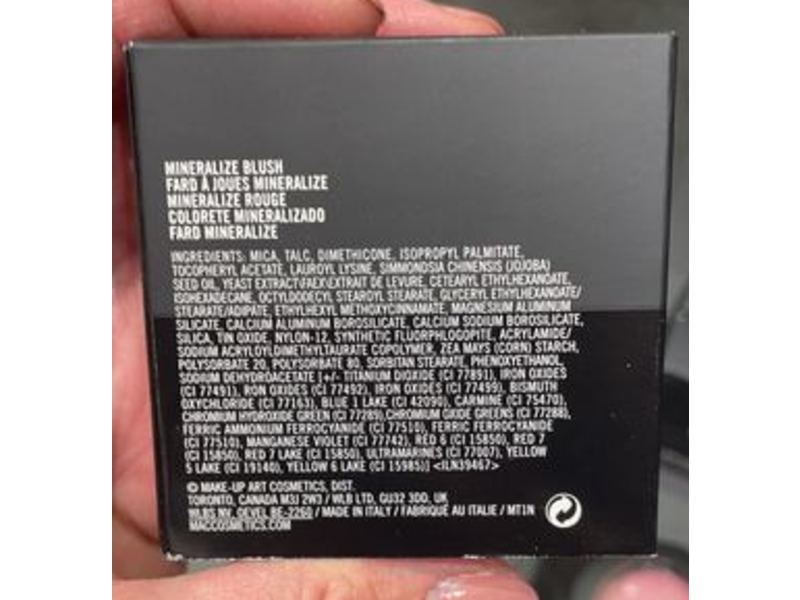 MINERALIZE BLUSH
FARD À JOUES MINERALIZE
MINERALIZE ROUGE
COLORETE MINERALIZADO
FARD MINERALIZE
INGREDIENTS: MICA, TALC, DIMETHICONE, ISOPROPYL PALMITATE,
TOCOPHERYL ACETATE, LAUROYL LYSINE, SIMMONDSIA CHINENSIS (JOJOBA)
SEED OIL, YEAST EXTRACT\FAEX\EXTRAIT DE LEVURE, CETEARYL ETHYLHEXANOATE,
ISOHEXADECANE, OCTYLDODECYL STEAROYL STEARATE, GLYCERYL ETHYLHEXANOATE/
STEARATE/ADIPATE, ETHYLHEXYL METHOXYCINNAMATE, MAGNESIUM ALUMINUM
SILICATE, CALCIUM ALUMINUM BOROSILICATE, CALCIUM SODIUM BOROSILICATE,
SILICA, TIN OXIDE, NYLON-12, SYNTHETIC FLUORPHLOGOPITE, ACRYLAMIDE/
SODIUM ACRYLOYLDIMETHYLTAURATE COPOLYMER, ZEA MAYS (CORN) STARCH,
POLYSORBATE 20, POLYSORBATE 80, SORBITAN STEARATE, PHENOXYETHANOL,
SODIUM DEHYDROACETATE [+/- TITANIUM DIOXIDE (CI 77891), IRON OXIDES
(CI 77491), IRON OXIDES (CI 77492), IRON OXIDES (CI 77499), BISMUTH
OXYCHLORIDE (CI 77163), BLUE 1 LAKE (CI 42090), CARMINE (CI 75470),
CHROMIUM HYDROXIDE GREEN (CI 77289),CHROMIUM OXIDE GREENS (CI 77288),
FERRIC AMMONIUM FERROCYANIDE (CI 77510), FERRIC FERROCYANIDE
(CI 77510), MANGANESE VIOLET (CI 77742), RED 6 (CI 15850), RED 7
(CI 15850), RED 7 LAKE (CI 15850), ULTRAMARINES (CI 77007), YELLOW
5 LAKE (CI 19140), YELLOW 6 LAKE (CI 15985)] <ILN39467>
© MAKE-UP ART COSMETICS, DIST.
TORONTO, CANADA M3J 2W3 / WLB LTD, GU32 3DO, UK
WLBS NV, OEVEL BE-2260 / MADE IN ITALY / FABRIQUÉ AU ITALIE / MT1N
MACCOSMETICS.COM